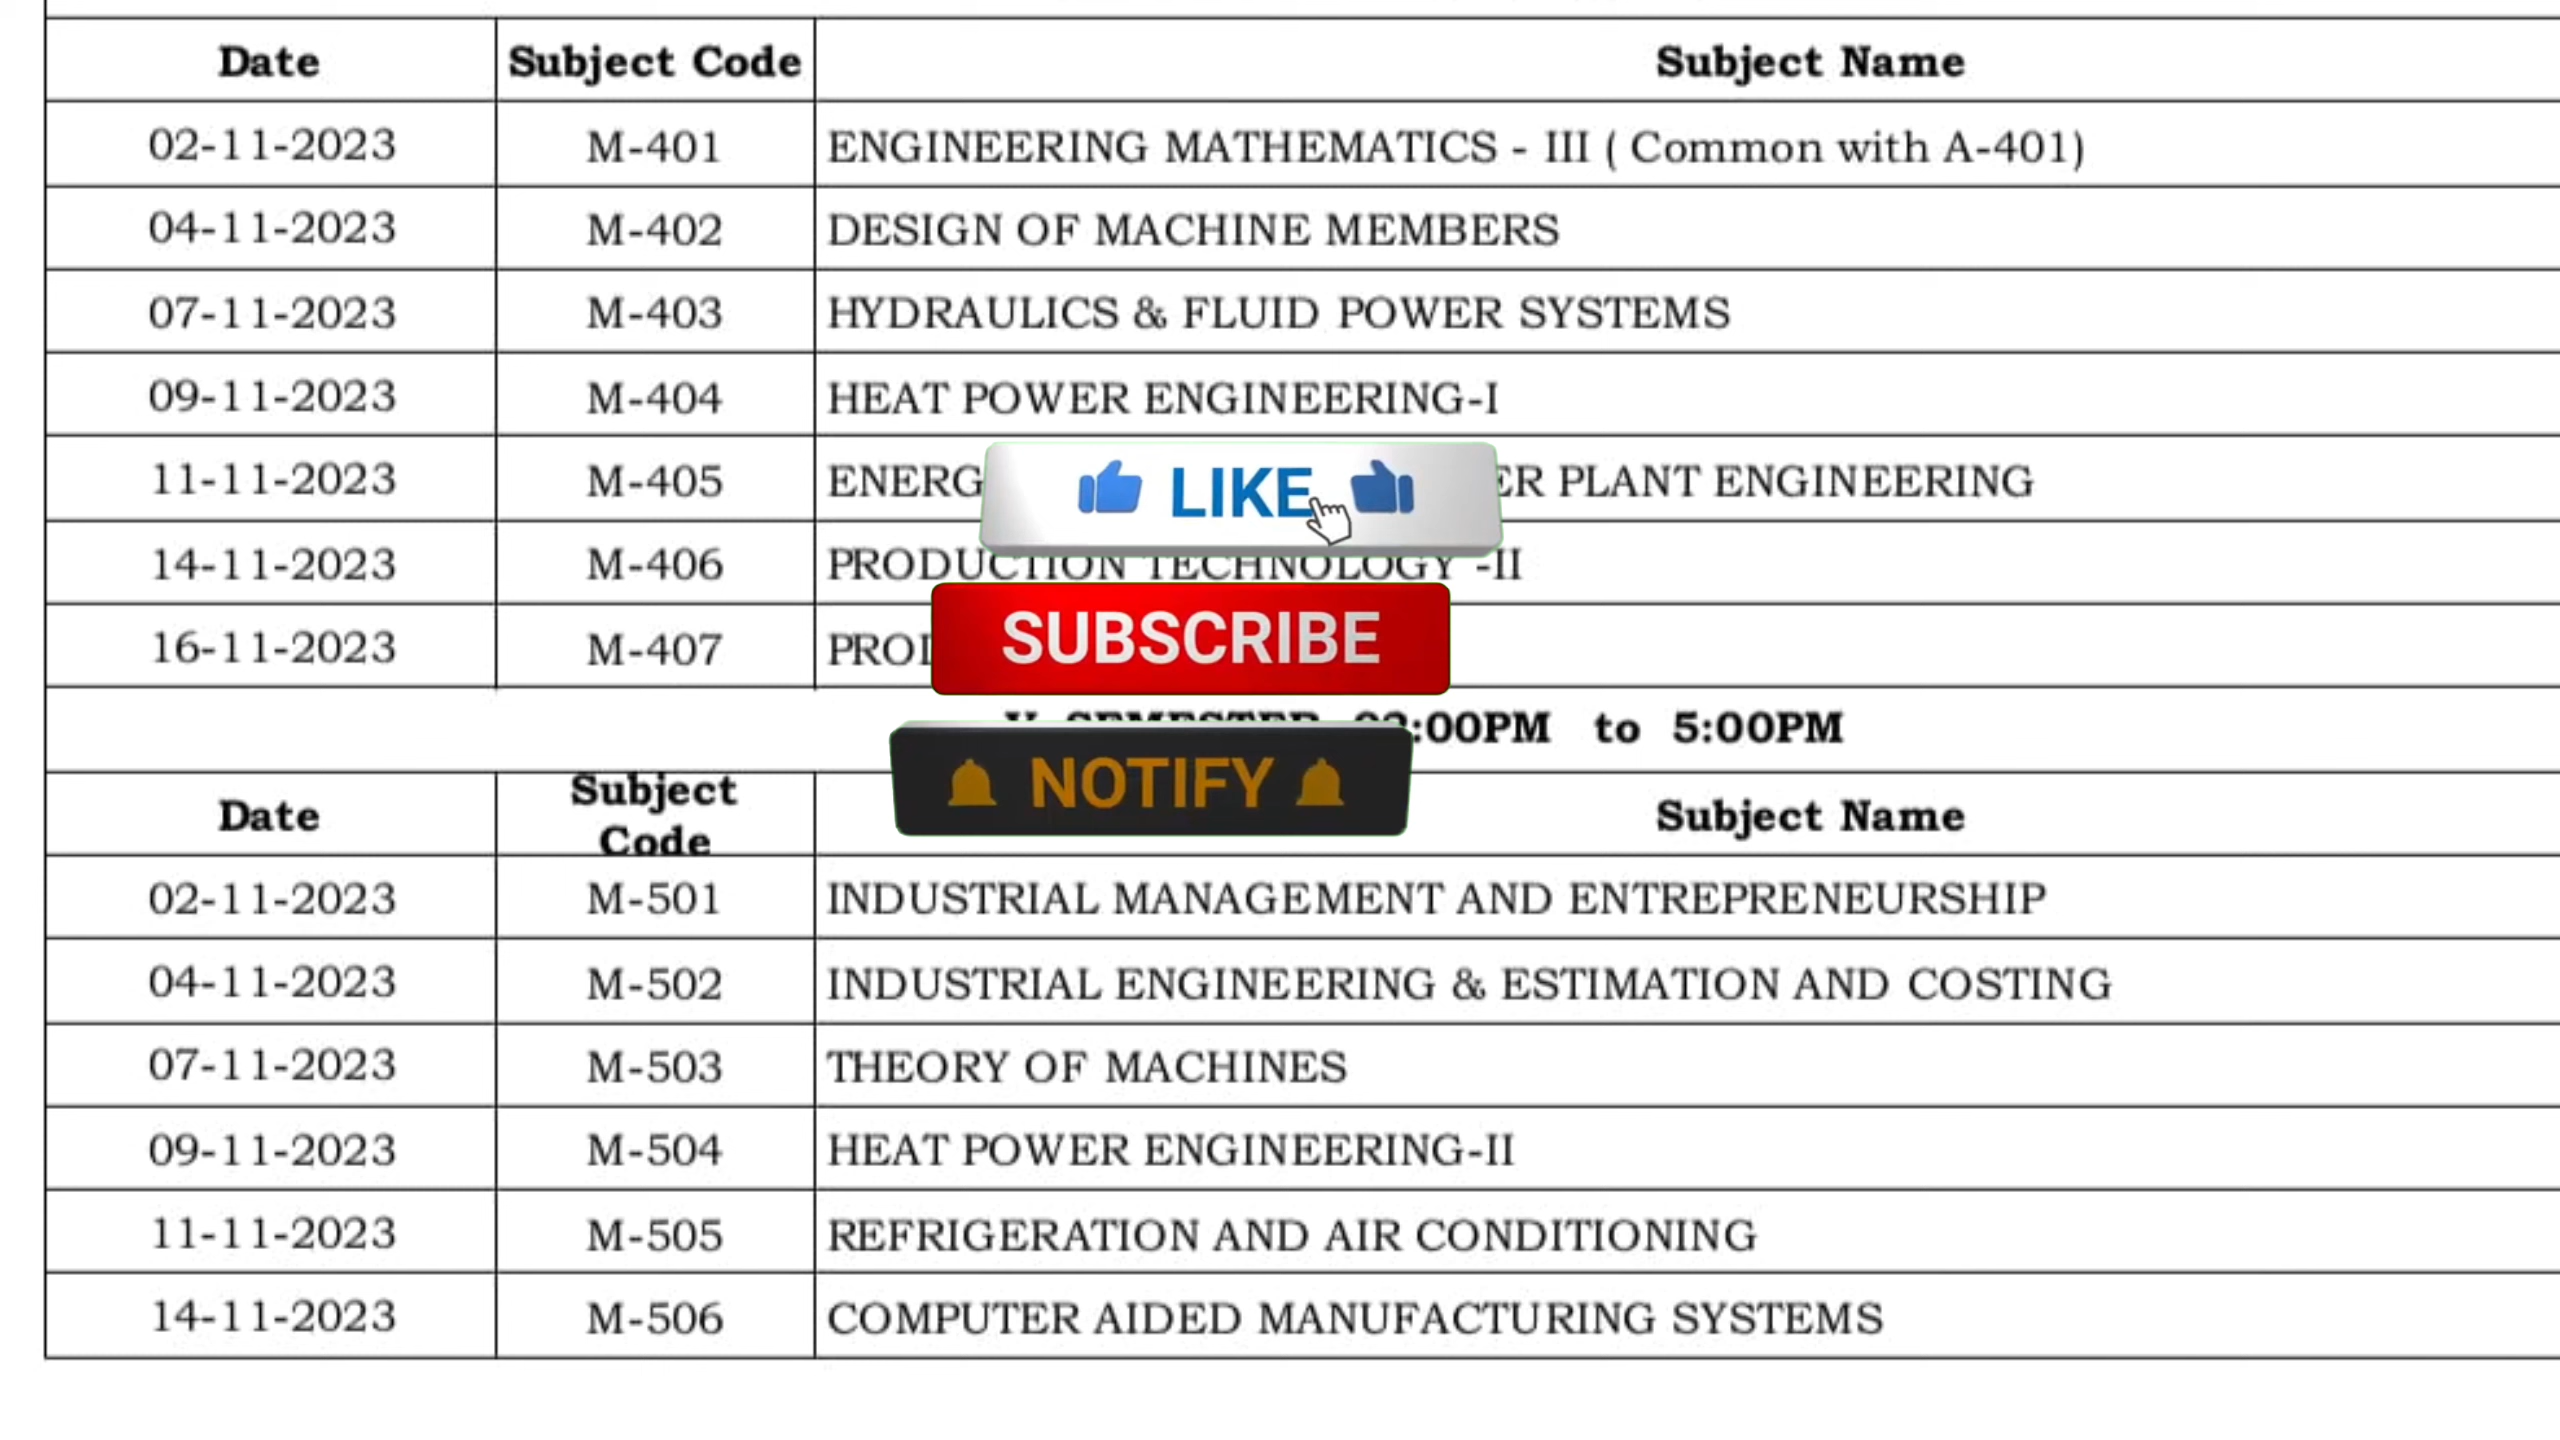 Date Subject Code Subject Name
02-11-2023 M-401 ENGINEERING MATHEMATICS - III ( Common with A-401)
04-11-2023 M-402 DESIGN OF MACHINE MEMBERS
07-11-2023 M-403 HYDRAULICS & FLUID POWER SYSTEMS
09-11-2023 M-404 HEAT POWER ENGINEERING-I
11-11-2023 M-405 PLANT ENGINEERING
LIKE
14-11-2023 M-406 PRODUCTION TECHNOLOGY -II
16-11-2023 M-407
SUBSCRIBE
V SEMESTER to 5:00PM
NOTIFY
Date Subject Code Subject Name
02-11-2023 M-501 INDUSTRIAL MANAGEMENT AND ENTREPRENEURSHIP
04-11-2023 M-502 INDUSTRIAL ENGINEERING & ESTIMATION AND COSTING
07-11-2023 M-503 THEORY OF MACHINES
09-11-2023 M-504 HEAT POWER ENGINEERING-II
11-11-2023 M-505 REFRIGERATION AND AIR CONDITIONING
14-11-2023 M-506 COMPUTER AIDED MANUFACTURING SYSTEMS